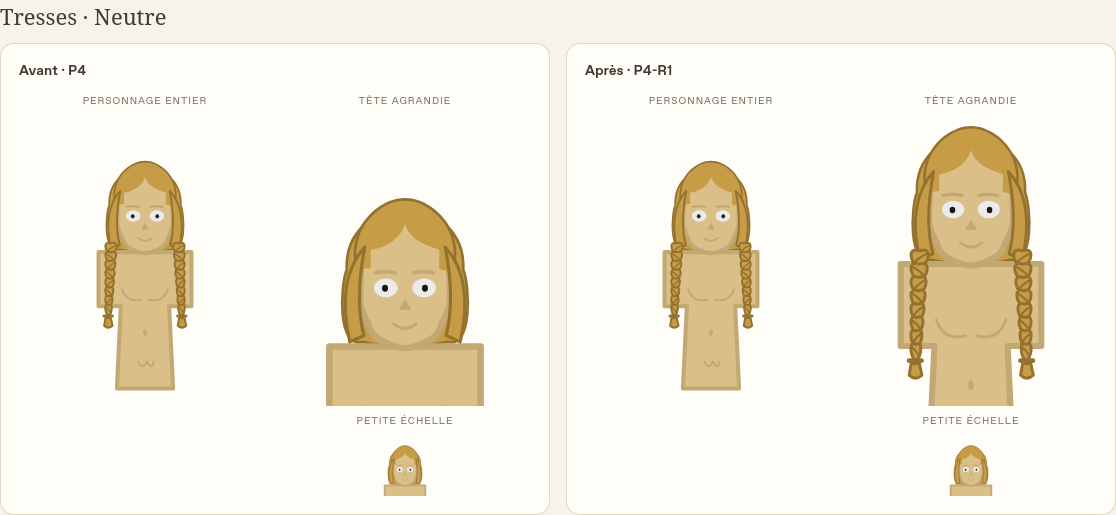 Tresses · Neutre
Avant · P4
PERSONNAGE ENTIER
TÊTE AGRANDIE
PETITE ÉCHELLE
Après · P4-R1
PERSONNAGE ENTIER
TÊTE AGRANDIE
PETITE ÉCHELLE